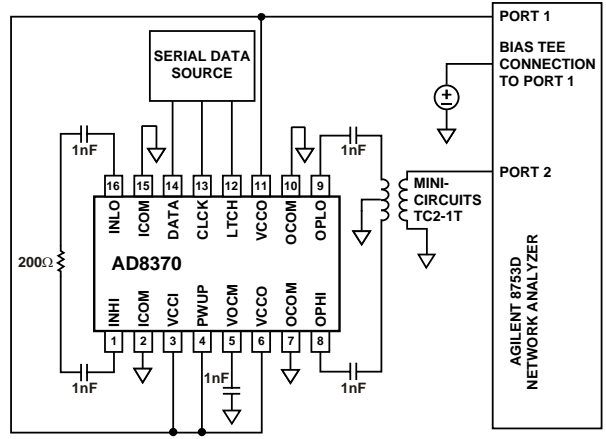 PORT 1
BIAS TEE
CONNECTION
TO PORT 1
SERIAL DATA
SOURCE
1nF
1nF
16 15 14 13 12 11 10 9
INLO ICOM DATA CLCK LTCH VCCO OCOM OPLO
MINI-
CIRCUITS
TC2-1T
PORT 2
200Ω
AD8370
INHI ICOM VCCI PWUP VOCM VCCO OCOM OPHI
1 2 3 4 5 6 7 8
1nF
1nF
1nF
AGILENT 8753D
NETWORK ANALYZER